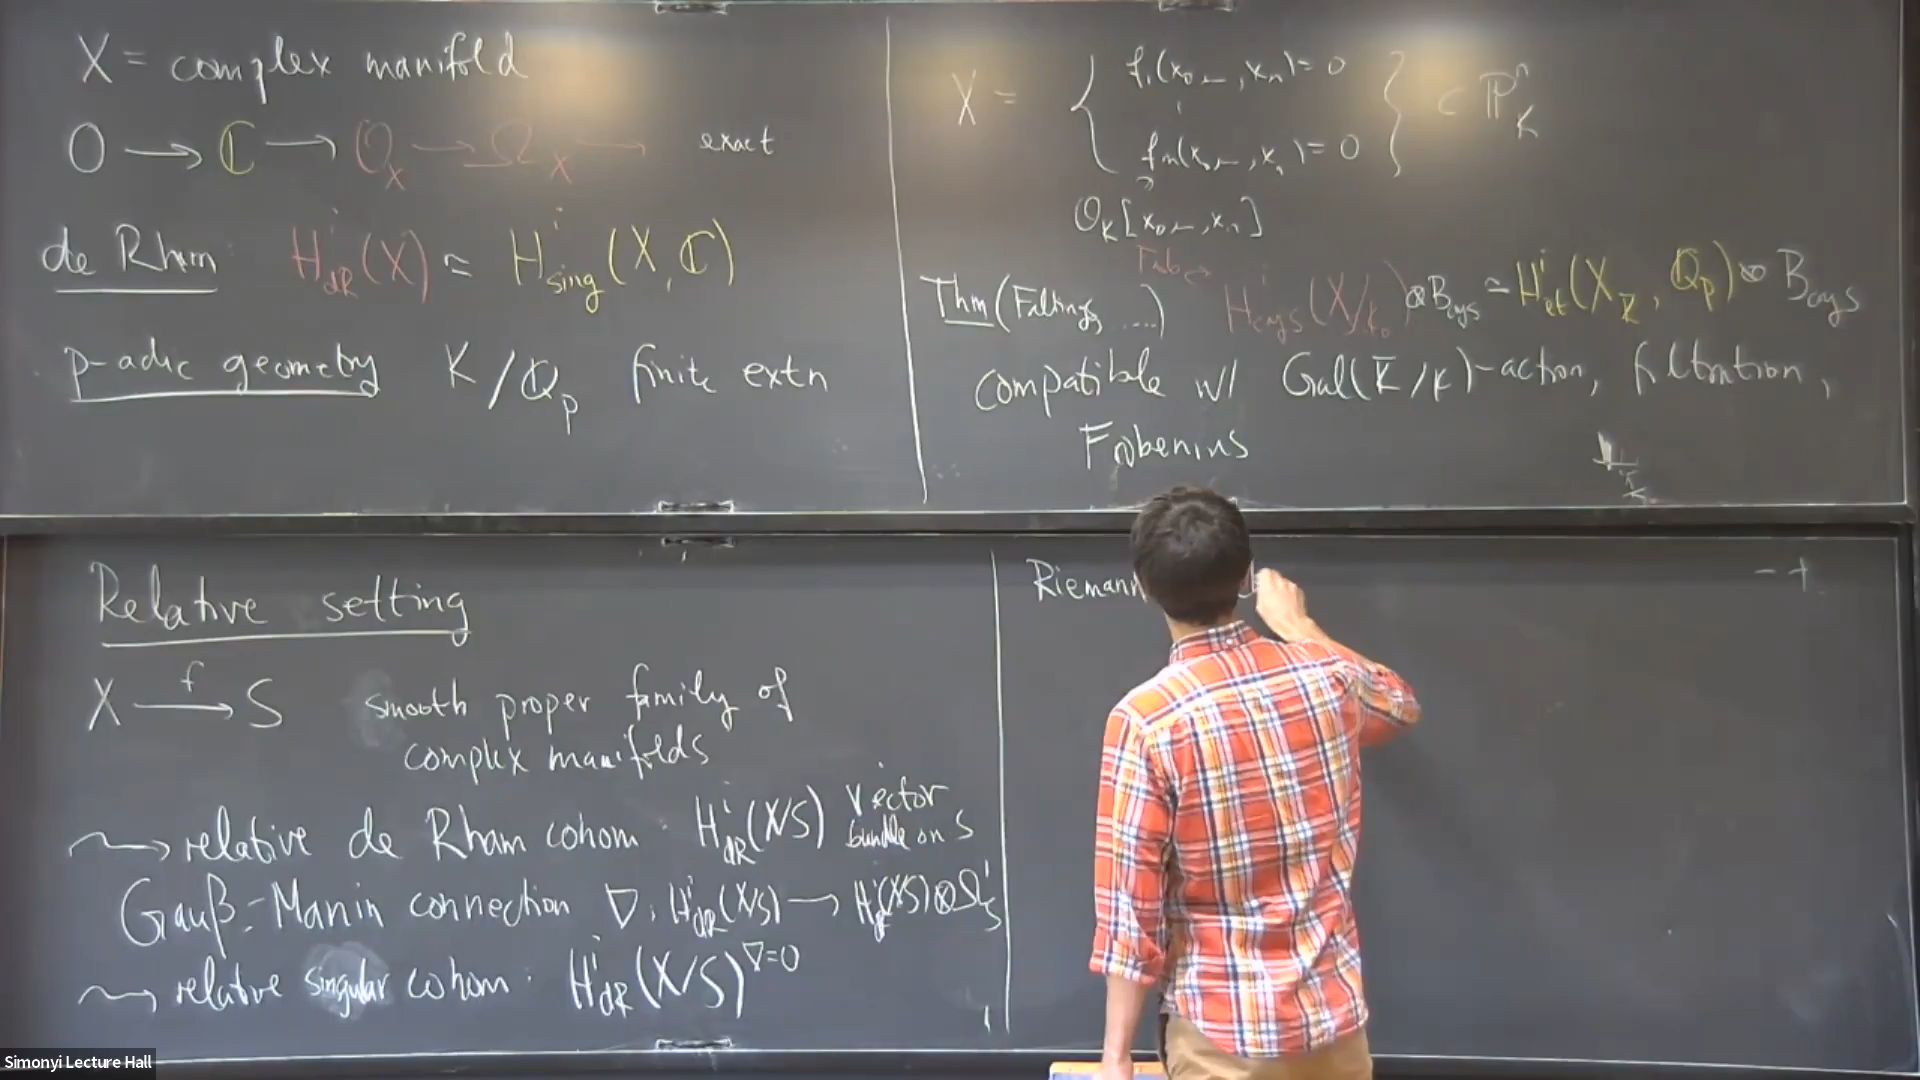 X = complex manifold
O → ℂ → O_X → Ω_X → exact
de Rham: H^i_dR(X) ≃ H^i_sing(X, ℂ)
p-adic geometry K/ℚ_p finite extn
X = { f_1(x_0,…,x_n)=0
f_m(x_0,…,x_n)=0 } ⊂ ℙ^n_K
O_K[x_0,…,x_n]
Frob
Thm (Faltings, ....) H^i_crys(X/k_0) ⊗ B_crys ≃ H^i_et(X_K̄, ℚ_p) ⊗ B_crys
compatible w/ Gal(K̄/K)-action, filtration,
Frobenius
Relative setting
X →^f S smooth proper family of
complex manifolds
⇝ relative de Rham cohom: H^i_dR(X/S) vector
bundle on S
Gauß-Manin connection ∇: H^i_dR(X/S) → H^i_dR(X/S)⊗Ω^1_S
⇝ relative singular cohom: H^i_dR(X/S)^{∇=0}
Riemann
Simonyi Lecture Hall